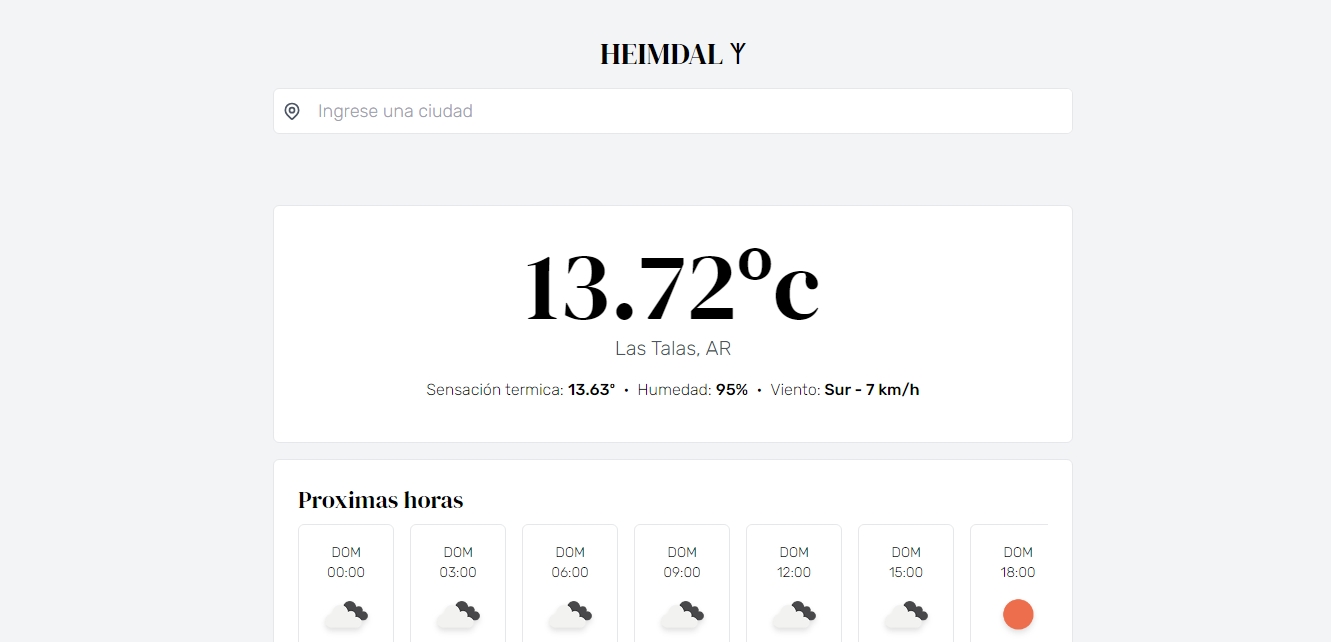 HEIMDAL ᛉ
Ingrese una ciudad
13.72ºc
Las Talas, AR
Sensación termica: 13.63º • Humedad: 95% • Viento: Sur - 7 km/h
Proximas horas
DOM DOM DOM DOM DOM DOM DOM
00:00 03:00 06:00 09:00 12:00 15:00 18:00